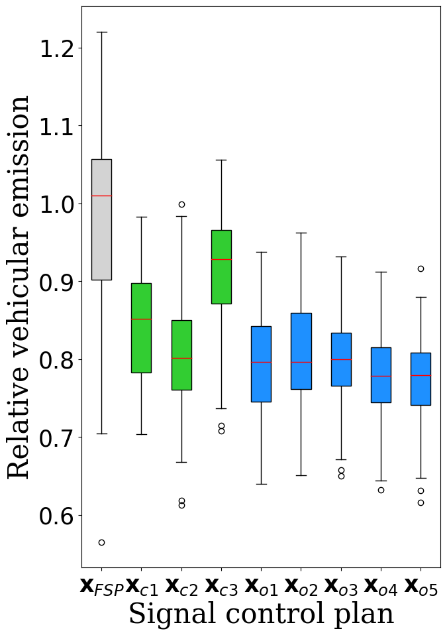 Relative vehicular emission
1.2
1.1
1.0
0.9
0.8
0.7
0.6
x_FSP x_c1 x_c2 x_c3 x_o1 x_o2 x_o3 x_o4 x_o5
Signal control plan